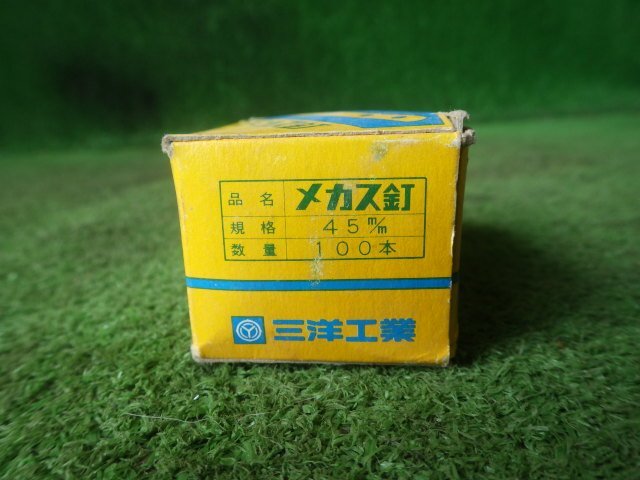 品名 メカス釘
規格 45m/m
数量 100本
三洋工業